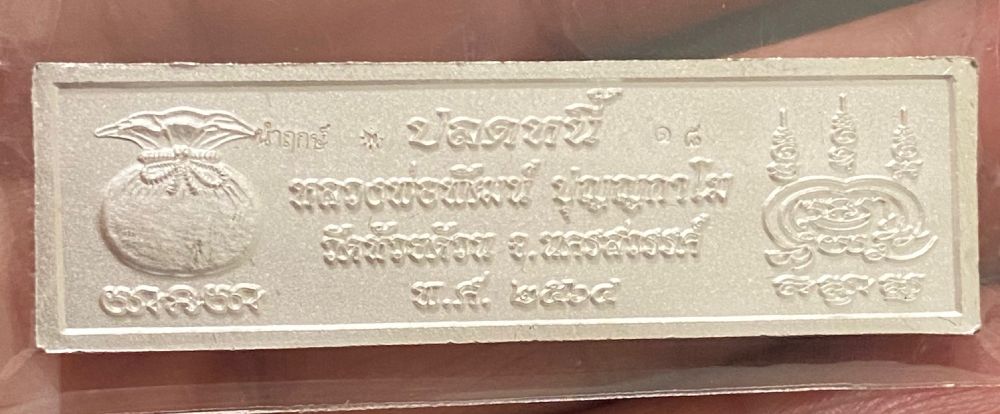 นำฤกษ์ ปลดหนี้ ๑๘
หลวงพ่อพัฒน์ ปุญญกาโม
วัดห้วยด้วน จ.นครสวรรค์
พ.ศ. ๒๕๖๔